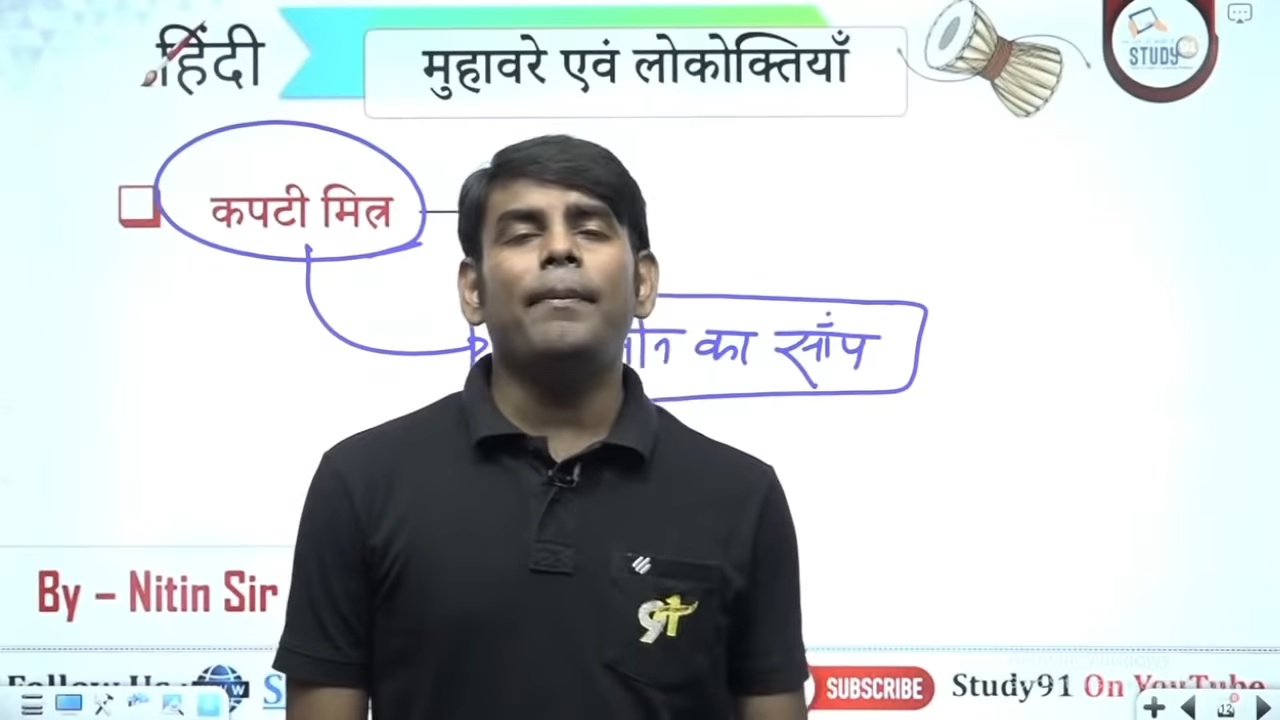 हिंदी
मुहावरे एवं लोकोक्तियाँ
STUDY
कपटी मित्र
का साँप
By – Nitin Sir
SUBSCRIBE Study91 On YouTube